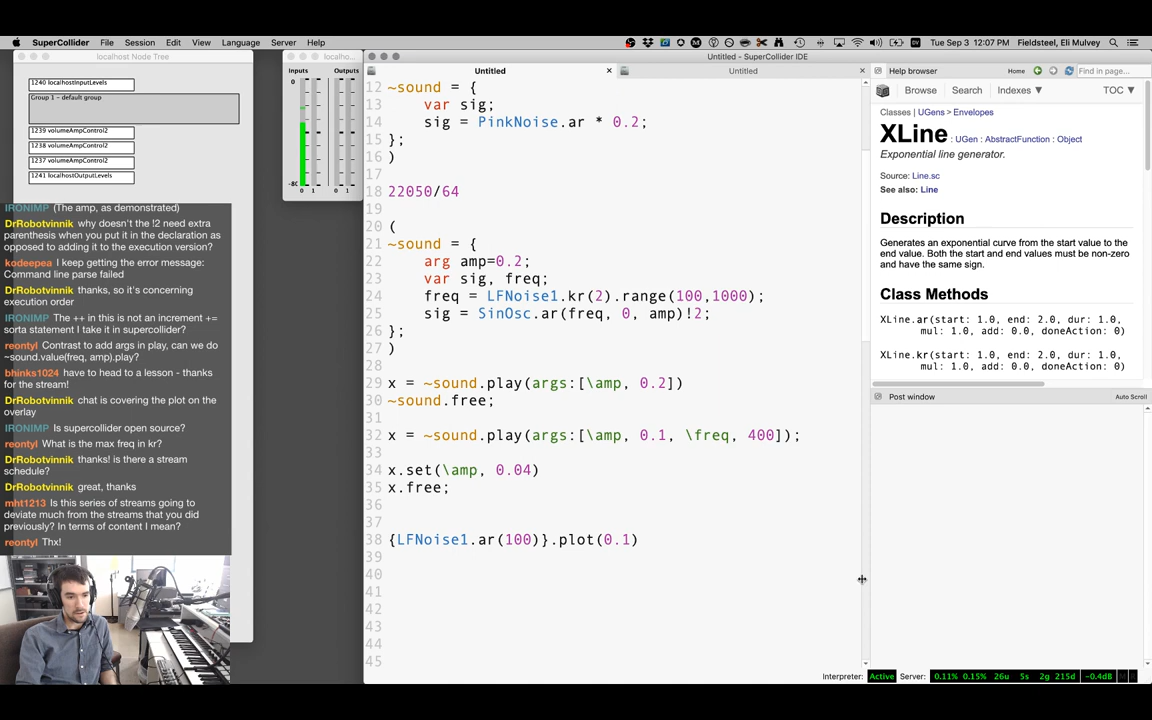 SuperCollider File Session Edit View Language Server Help
Tue Sep 3 12:07 PM Fieldsteel, Eli Mulvey
localhost Node Tree
1240 localhostInputLevels
Group 1 - default group
1239 volumeAmpControl2
1238 volumeAmpControl2
1237 volumeAmpControl2
1241 localhostOutputLevels
IRONIMP (The amp, as demonstrated)
DrRobotvinnik why doesn't the !2 need extra
parenthesis when you put it in the declaration as
opposed to adding it to the execution version?
kodeepea I keep getting the error message:
Command line parse failed
DrRobotvinnik thanks, so it's concerning
execution order
IRONIMP The ++ in this is not an increment +=
sorta statement I take it in supercollider?
reontyl Contrast to add args in play, can we do
~sound.value(freq, amp).play?
bhinks1024 have to head to a lesson - thanks
for the stream!
DrRobotvinnik chat is covering the plot on the
overlay
IRONIMP Is supercollider open source?
reontyl What is the max freq in kr?
DrRobotvinnik thanks! is there a stream
schedule?
DrRobotvinnik great, thanks
mht1213 Is this series of streams going to
deviate much from the streams that you did
previously? In terms of content I mean?
reontyl Thx!
localho...
Inputs Outputs
0
-80
0 1 0 1
Untitled - SuperCollider IDE
Untitled
Untitled
12 ~sound = {
13 var sig;
14 sig = PinkNoise.ar * 0.2;
15 };
16 )
17
18 22050/64
19
20 (
21 ~sound = {
22 arg amp=0.2;
23 var sig, freq;
24 freq = LFNoise1.kr(2).range(100,1000);
25 sig = SinOsc.ar(freq, 0, amp)!2;
26 };
27 )
28
29 x = ~sound.play(args:[\amp, 0.2])
30 ~sound.free;
31
32 x = ~sound.play(args:[\amp, 0.1, \freq, 400]);
33
34 x.set(\amp, 0.04)
35 x.free;
36
37
38 {LFNoise1.ar(100)}.plot(0.1)
39
40
41
42
43
44
45
Help browser
Home
Find in page...
Browse Search Indexes ▼ TOC ▼
Classes | UGens > Envelopes
XLine : UGen : AbstractFunction : Object
Exponential line generator.
Source: Line.sc
See also: Line
Description
Generates an exponential curve from the start value to the
end value. Both the start and end values must be non-zero
and have the same sign.
Class Methods
XLine.ar(start: 1.0, end: 2.0, dur: 1.0,
mul: 1.0, add: 0.0, doneAction: 0)
XLine.kr(start: 1.0, end: 2.0, dur: 1.0,
mul: 1.0, add: 0.0, doneAction: 0)
Post window
Auto Scroll
Interpreter: Active Server: 0.11% 0.15% 26u 5s 2g 215d -0.4dB M R